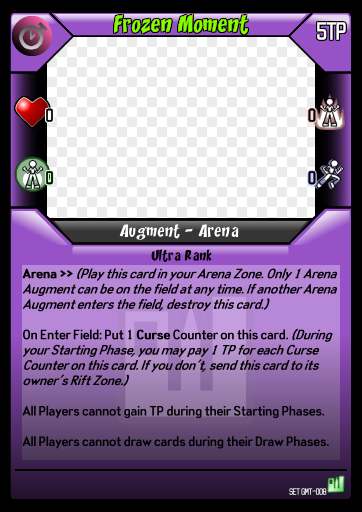 Frozen Moment
5TP
0
0
0
0
Augment - Arena
Ultra Rank
Arena >> (Play this card in your Arena Zone. Only 1 Arena
Augment can be on the field at any time. If another Arena
Augment enters the field, destroy this card.)
On Enter Field: Put 1 Curse Counter on this card. (During
your Starting Phase, you may pay 1 TP for each Curse
Counter on this card. If you don't, send this card to its
owner's Rift Zone.)
All Players cannot gain TP during their Starting Phases.
All Players cannot draw cards during their Draw Phases.
SET GMT-008